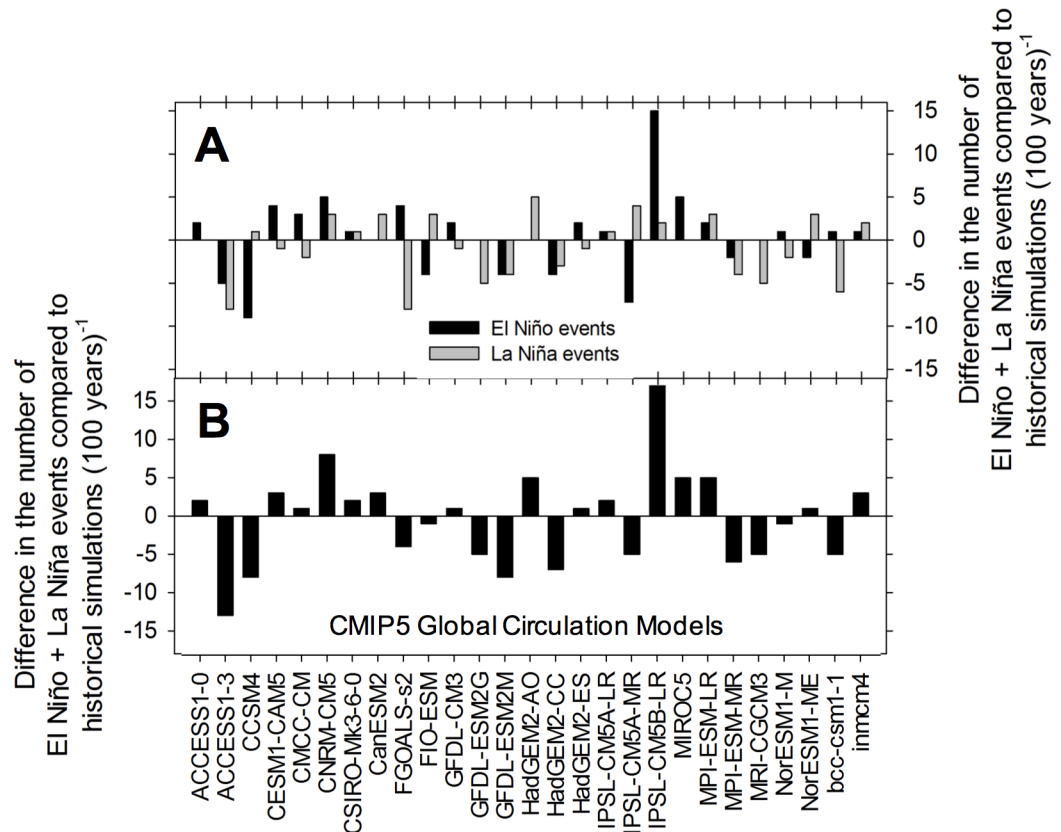 Difference in the number of
El Niño + La Niña events compared to
historical simulations (100 years)-1
A
15
10
5
0
-5
-10
-15
El Niño events
La Niña events
Difference in the number of
El Niño + La Niña events compared to
historical simulations (100 years)-1
B
15
10
5
0
-5
-10
-15
CMIP5 Global Circulation Models
ACCESS1-0
ACCESS1-3
CCSM4
CESM1-CAM5
CMCC-CM
CNRM-CM5
CSIRO-Mk3-6-0
CanESM2
FGOALS-s2
FIO-ESM
GFDL-CM3
GFDL-ESM2G
GFDL-ESM2M
HadGEM2-AO
HadGEM2-CC
HadGEM2-ES
IPSL-CM5A-LR
IPSL-CM5A-MR
IPSL-CM5B-LR
MIROC5
MPI-ESM-LR
MPI-ESM-MR
MRI-CGCM3
NorESM1-M
NorESM1-ME
bcc-csm1-1
inmcm4